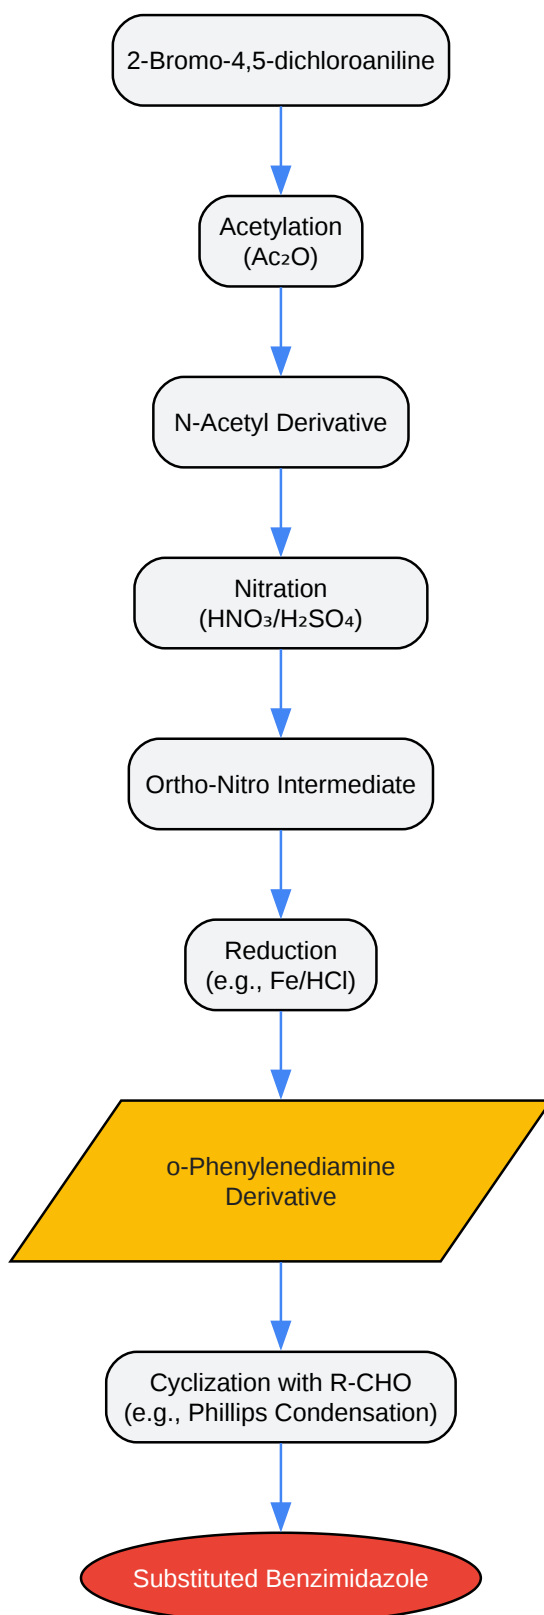 2-Bromo-4,5-dichloroaniline
Acetylation
(Ac₂O)
N-Acetyl Derivative
Nitration
(HNO₃/H₂SO₄)
Ortho-Nitro Intermediate
Reduction
(e.g., Fe/HCl)
o-Phenylenediamine
Derivative
Cyclization with R-CHO
(e.g., Phillips Condensation)
Substituted Benzimidazole